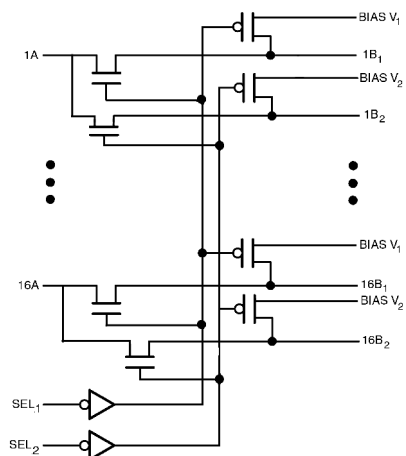 BIAS V₁
1A
1B₁
BIAS V₂
1B₂
BIAS V₁
16A
16B₁
BIAS V₂
16B₂
SEL₁
SEL₂